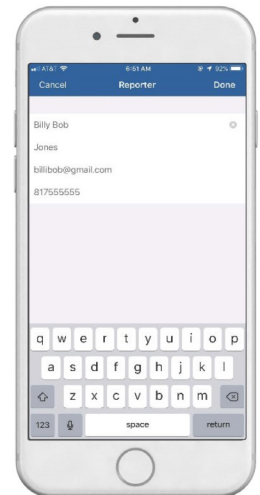 AT&T 6:51 AM 92%
Cancel Reporter Done
Billy Bob
Jones
billibob@gmail.com
817555555
q w e r t y u i o p
a s d f g h j k l
z x c v b n m
123 space return